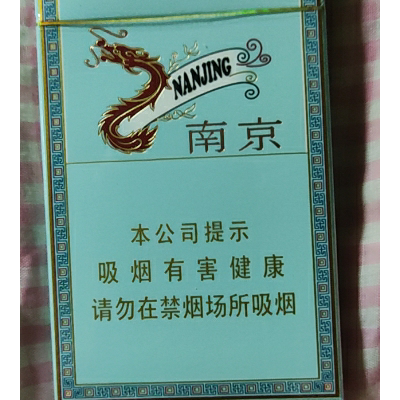 NANJING
南京
本公司提示
吸烟有害健康
请勿在禁烟场所吸烟